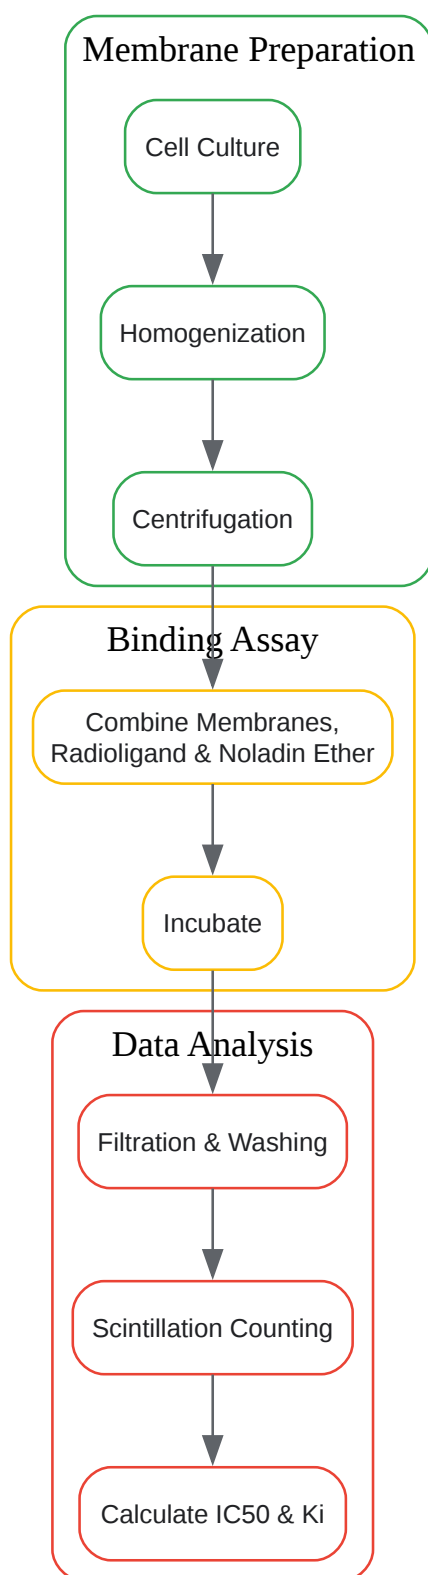 Membrane Preparation
Cell Culture
Homogenization
Centrifugation
Binding Assay
Combine Membranes,
Radioligand & Noladin Ether
Incubate
Data Analysis
Filtration & Washing
Scintillation Counting
Calculate IC50 & Ki